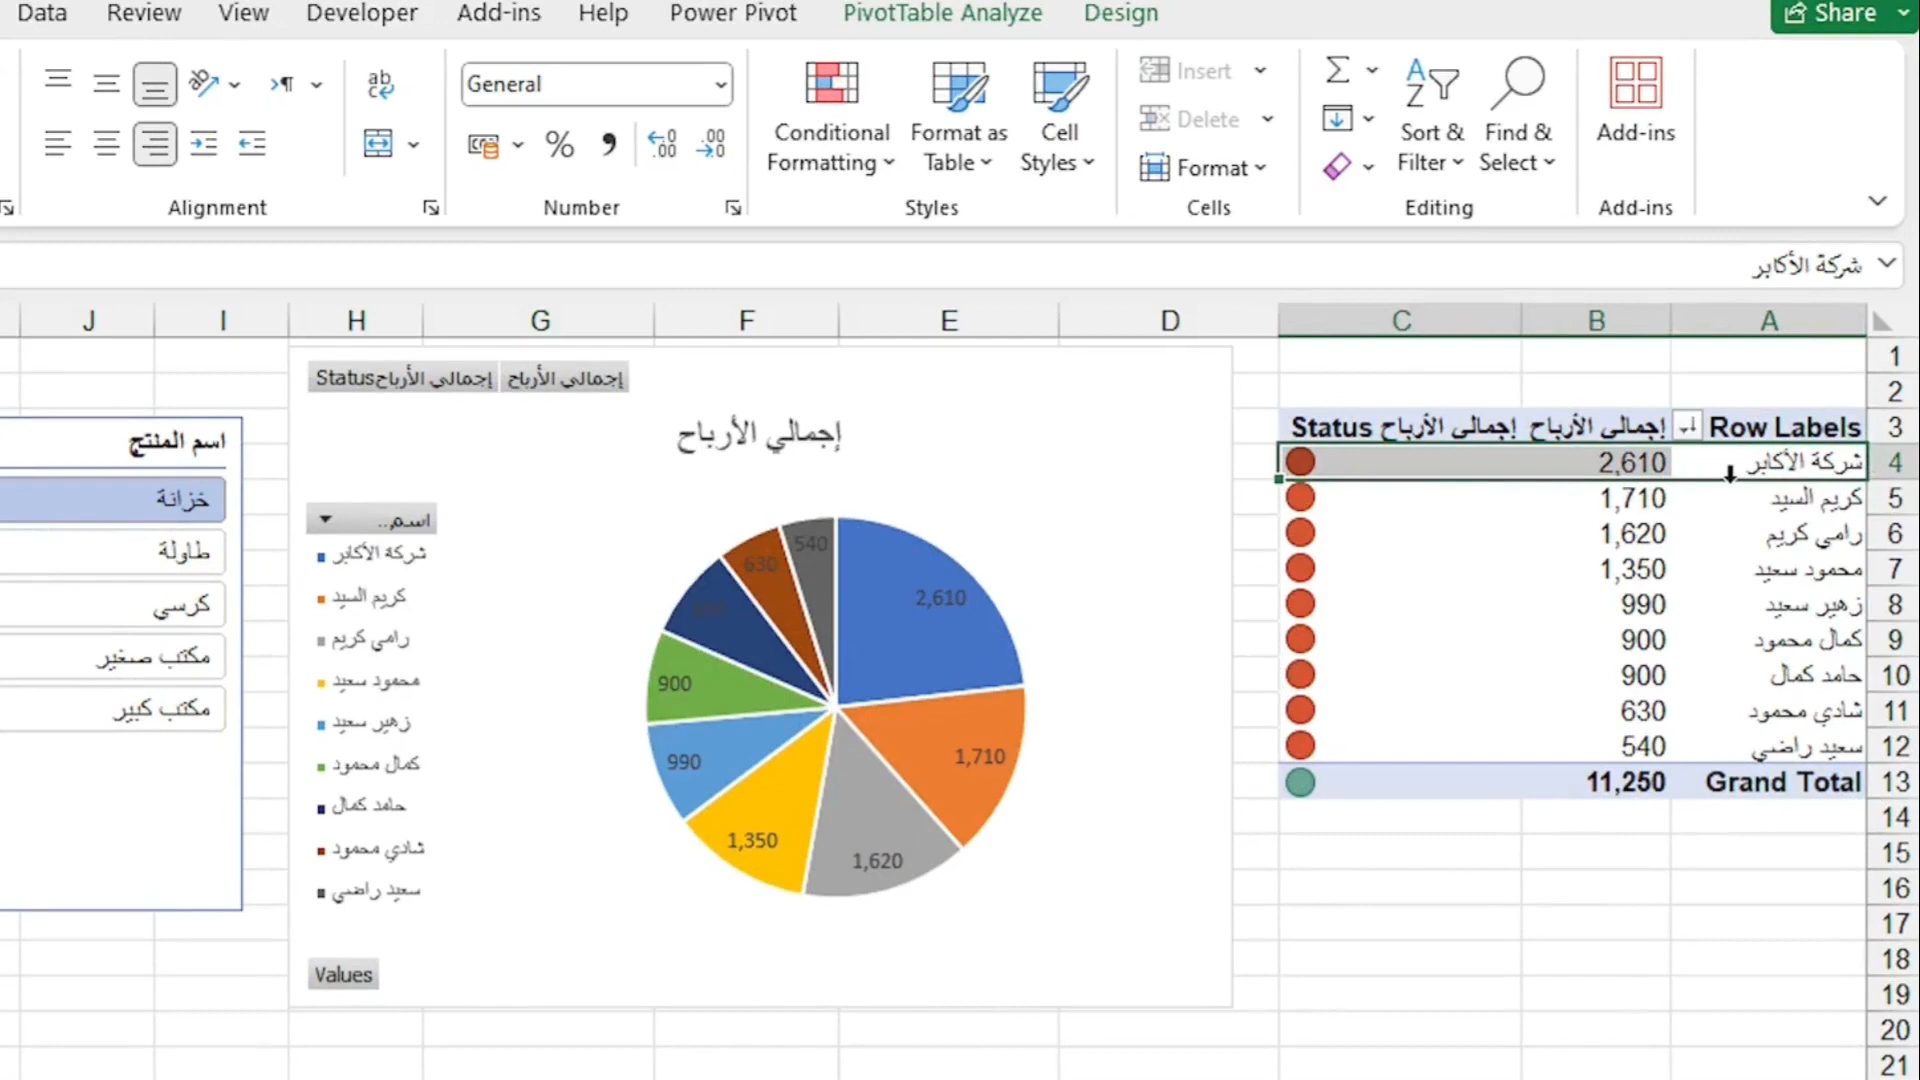 Data Review View Developer Add-ins Help Power Pivot PivotTable Analyze Design Share
General
Conditional Formatting
Format as Table
Cell Styles
Insert
Delete
Format
Sort & Filter
Find & Select
Add-ins
Alignment Number Styles Cells Editing Add-ins
شركة الأكابر
J I H G F E D C B A
1
2
3 Row Labels إجمالي الأرباح إجمالي الأرباح Status
4 شركة الأكابر 2,610
5 كريم السيد 1,710
6 رامي كريم 1,620
7 محمود سعيد 1,350
8 زهير سعيد 990
9 كمال محمود 900
10 حامد كمال 900
11 شادي محمود 630
12 سعيد راضي 540
13 Grand Total 11,250
14
15
16
17
18
19
20
21
إجمالي الأرباح إجمالي الأرباح Status
إجمالي الأرباح
اسم..
شركة الأكابر
كريم السيد
رامي كريم
محمود سعيد
زهير سعيد
كمال محمود
حامد كمال
شادي محمود
سعيد راضي
2,610
1,710
1,620
1,350
990
900
630
540
Values
اسم المنتج
خزانة
طاولة
كرسي
مكتب صغير
مكتب كبير